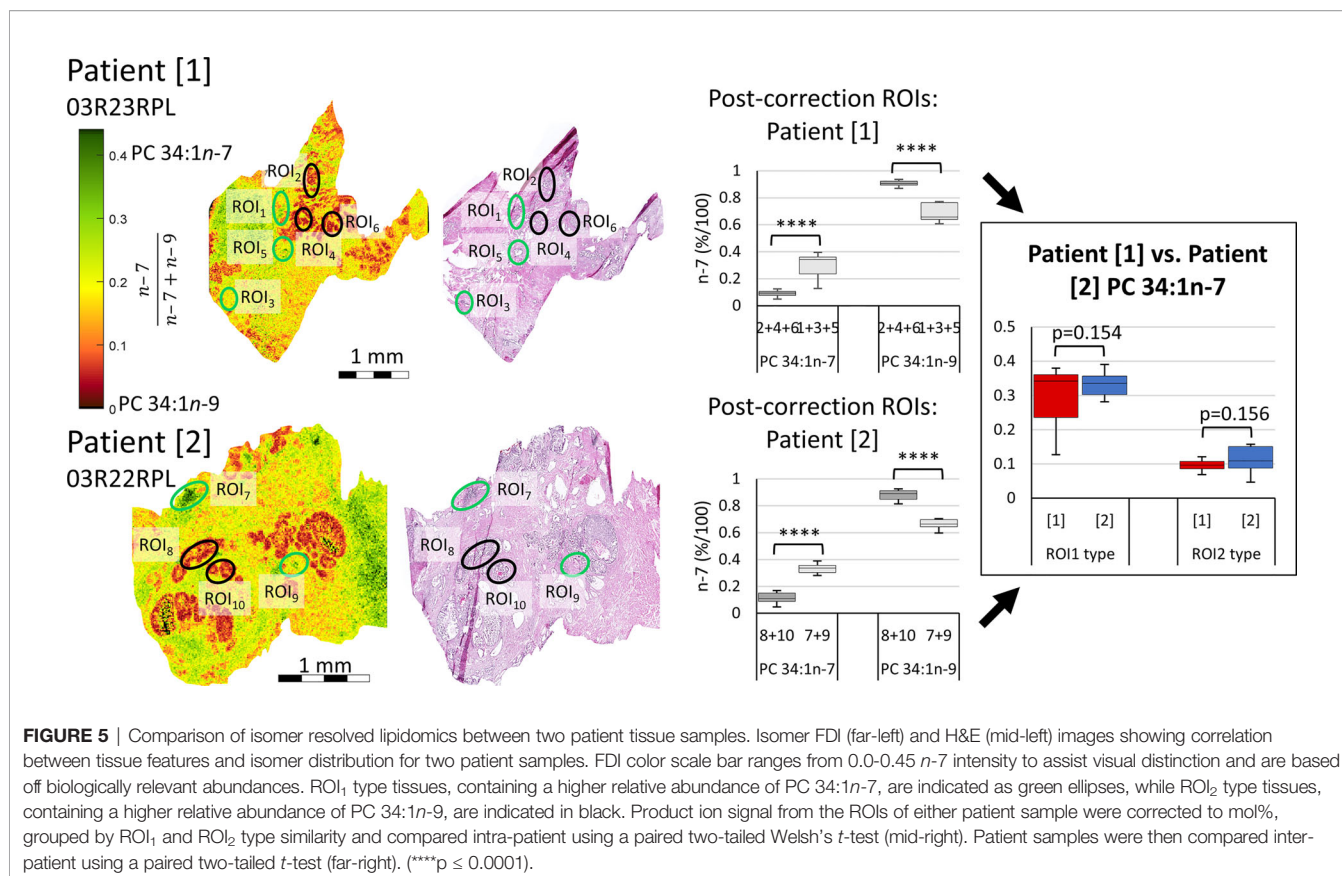 Patient [1]
03R23RPL
PC 34:1n-7
0.4
0.3
0.2
0.1
0
n-7
n-7 + n-9
PC 34:1n-9
ROI2
ROI1
ROI6
ROI5
ROI4
ROI3
1 mm
ROI2
ROI1
ROI6
ROI5
ROI4
ROI3
Patient [2]
03R22RPL
ROI7
ROI8
ROI10
ROI9
1 mm
ROI7
ROI8
ROI10
ROI9
Post-correction ROIs:
Patient [1]
n-7 (%/100)
1
0.8
0.6
0.4
0.2
0
****
****
2+4+6 1+3+5 2+4+6 1+3+5
PC 34:1n-7 PC 34:1n-9
Post-correction ROIs:
Patient [2]
n-7 (%/100)
1
0.8
0.6
0.4
0.2
0
****
****
8+10 7+9 8+10 7+9
PC 34:1n-7 PC 34:1n-9
Patient [1] vs. Patient
[2] PC 34:1n-7
0.5
0.4
0.3
0.2
0.1
0
p=0.154
p=0.156
[1] [2] [1] [2]
ROI1 type ROI2 type
FIGURE 5 | Comparison of isomer resolved lipidomics between two patient tissue samples. Isomer FDI (far-left) and H&E (mid-left) images showing correlation
between tissue features and isomer distribution for two patient samples. FDI color scale bar ranges from 0.0-0.45 n-7 intensity to assist visual distinction and are based
off biologically relevant abundances. ROI1 type tissues, containing a higher relative abundance of PC 34:1n-7, are indicated as green ellipses, while ROI2 type tissues,
containing a higher relative abundance of PC 34:1n-9, are indicated in black. Product ion signal from the ROIs of either patient sample were corrected to mol%,
grouped by ROI1 and ROI2 type similarity and compared intra-patient using a paired two-tailed Welsh's t-test (mid-right). Patient samples were then compared inter-
patient using a paired two-tailed t-test (far-right). (****p ≤ 0.0001).